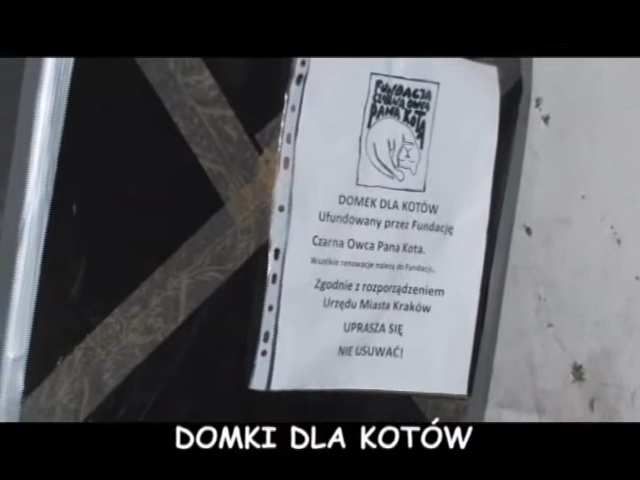 FUNDACJA
CZARNA OWCA
PANA KOTA
DOMEK DLA KOTÓW
Ufundowany przez Fundację
Czarna Owca Pana Kota.
Wszelkie renowacje należą do Fundacji.
Zgodnie z rozporządzeniem
Urzędu Miasta Kraków
UPRASZA SIĘ
NIE USUWAĆ!
DOMKI DLA KOTÓW